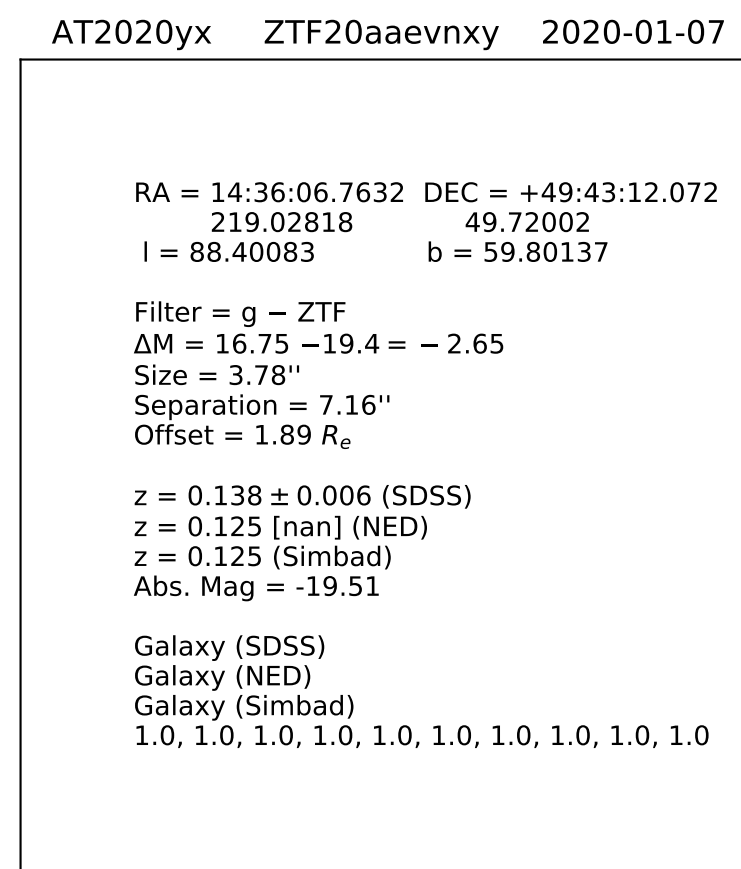 AT2020yx ZTF20aaevnxy 2020-01-07
RA = 14:36:06.7632 DEC = +49:43:12.072
219.02818 49.72002
l = 88.40083 b = 59.80137
Filter = g − ZTF
ΔM = 16.75 −19.4 = − 2.65
Size = 3.78''
Separation = 7.16''
Offset = 1.89 Rₑ
z = 0.138 ± 0.006 (SDSS)
z = 0.125 [nan] (NED)
z = 0.125 (Simbad)
Abs. Mag = -19.51
Galaxy (SDSS)
Galaxy (NED)
Galaxy (Simbad)
1.0, 1.0, 1.0, 1.0, 1.0, 1.0, 1.0, 1.0, 1.0, 1.0